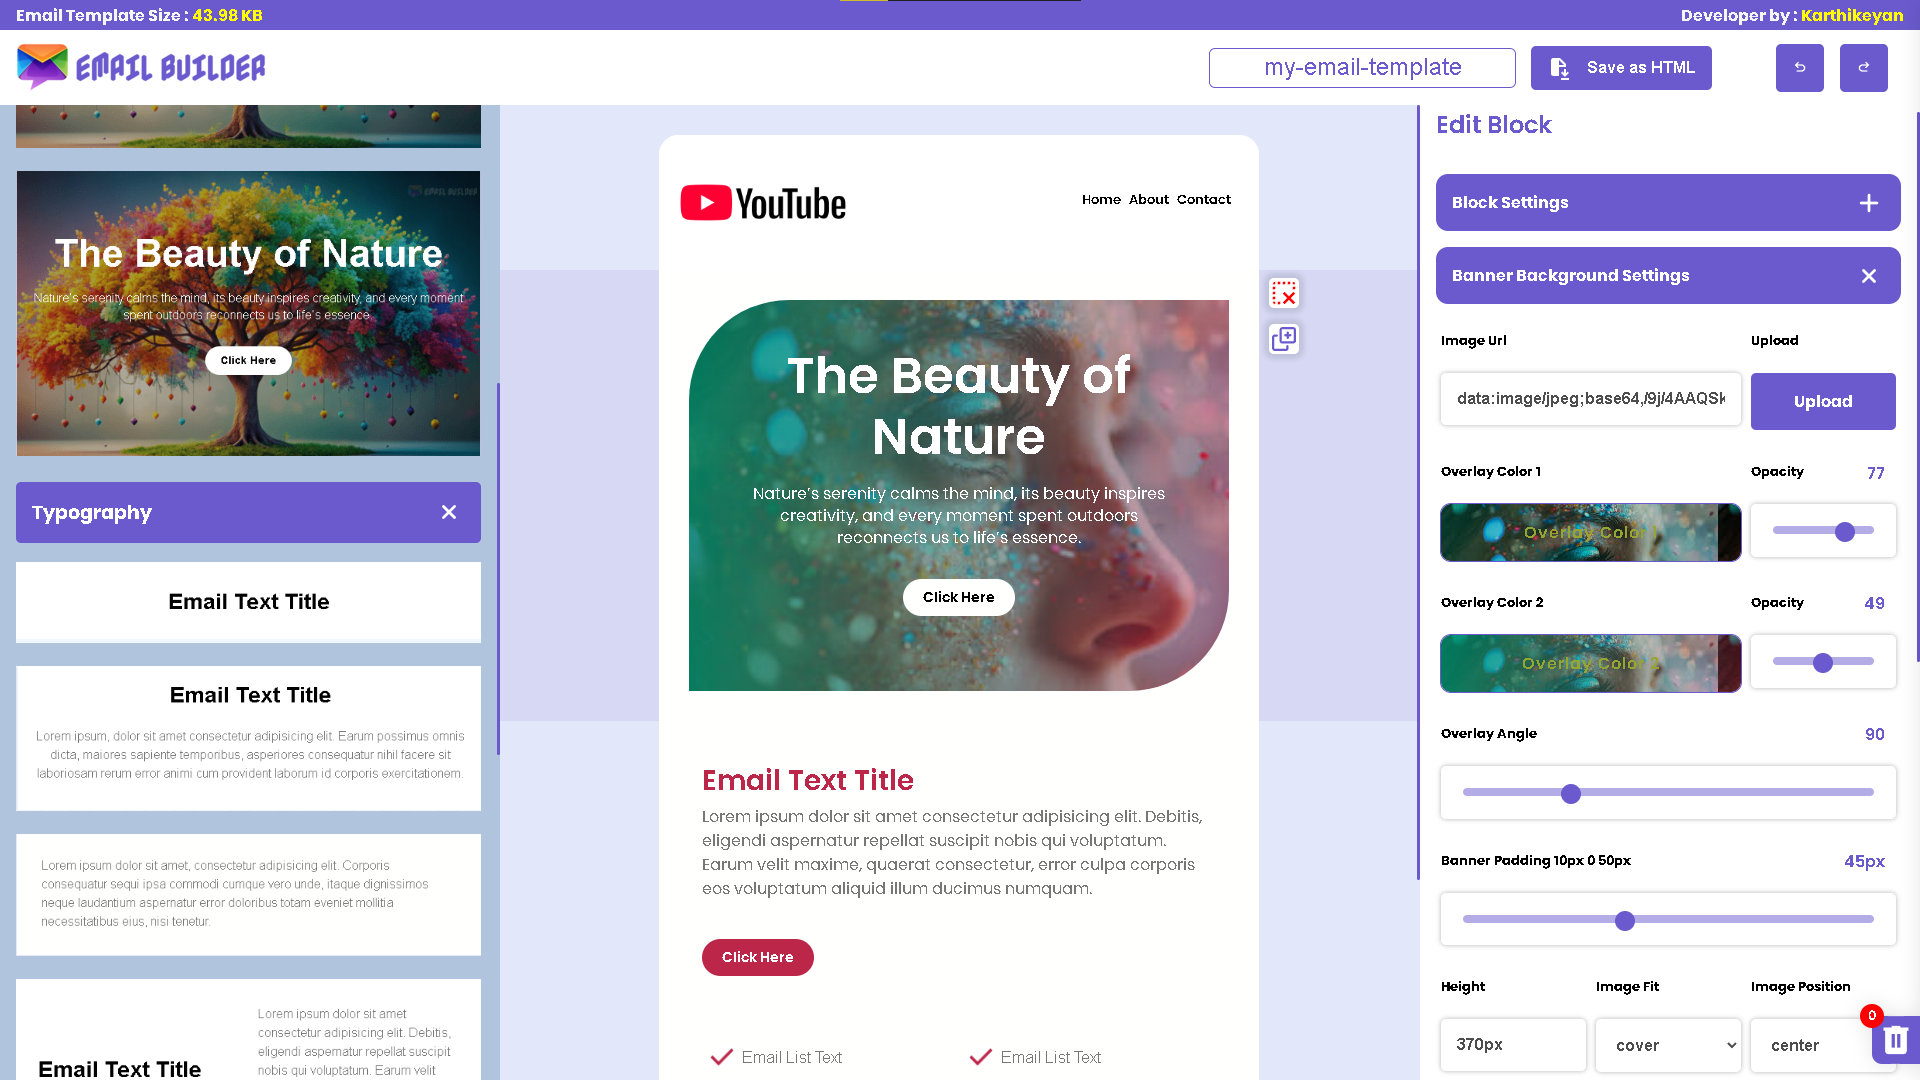 Email Template Size : 43.98 KB
Developer by : Karthikeyan
EMAIL BUILDER
my-email-template
Save as HTML
EMAIL BUILDER
The Beauty of Nature
Nature's serenity calms the mind, its beauty inspires creativity, and every moment
spent outdoors reconnects us to life's essence.
Click Here
Typography
Email Text Title
Email Text Title
Lorem ipsum, dolor sit amet consectetur adipisicing elit. Earum possimus omnis
dicta, maiores sapiente temporibus, asperiores consequatur nihil facere sit
laboriosam rerum error animi cum provident laborum id corporis exercitationem.
Lorem ipsum dolor sit amet, consectetur adipisicing elit. Corporis
consequatur sequi ipsa commodi cumque vero unde, itaque dignissimos
neque laudantium aspernatur error doloribus totam eveniet mollitia
necessitatibus eius, nisi tenetur.
Email Text Title
Lorem ipsum dolor sit amet
consectetur adipisicing elit. Debitis,
eligendi aspernatur repellat suscipit
nobis qui voluptatum. Earum velit
YouTube
Home About Contact
The Beauty of
Nature
Nature's serenity calms the mind, its beauty inspires
creativity, and every moment spent outdoors
reconnects us to life's essence.
Click Here
Email Text Title
Lorem ipsum dolor sit amet consectetur adipisicing elit. Debitis,
eligendi aspernatur repellat suscipit nobis qui voluptatum.
Earum velit maxime, quaerat consectetur, error culpa corporis
eos voluptatum aliquid illum ducimus numquam.
Click Here
Email List Text
Email List Text
Edit Block
Block Settings
Banner Background Settings
Image Url
Upload
data:image/jpeg;base64,/9j/4AAQSk
Upload
Overlay Color 1
Opacity 77
Overlay Color 1
Overlay Color 2
Opacity 49
Overlay Color 2
Overlay Angle 90
Banner Padding 10px 0 50px 45px
Height
Image Fit
Image Position
370px
cover
center
0